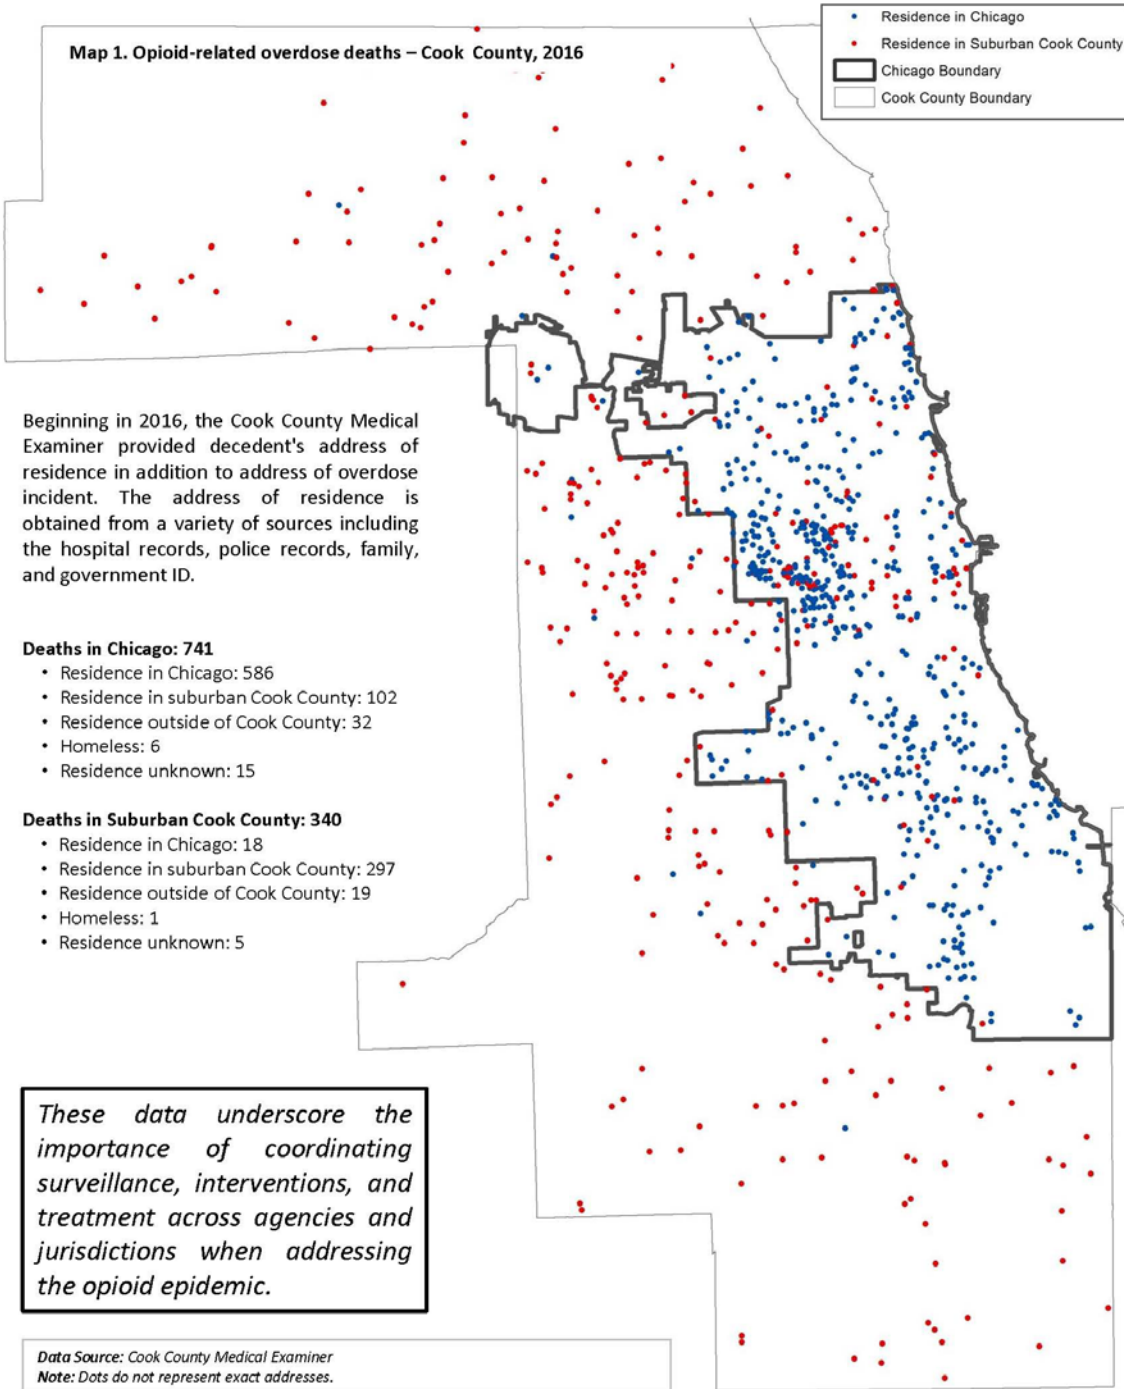 Map 1. Opioid-related overdose deaths – Cook County, 2016
Residence in Chicago
Residence in Suburban Cook County
Chicago Boundary
Cook County Boundary
Beginning in 2016, the Cook County Medical
Examiner provided decedent's address of
residence in addition to address of overdose
incident. The address of residence is
obtained from a variety of sources including
the hospital records, police records, family,
and government ID.
Deaths in Chicago: 741
• Residence in Chicago: 586
• Residence in suburban Cook County: 102
• Residence outside of Cook County: 32
• Homeless: 6
• Residence unknown: 15
Deaths in Suburban Cook County: 340
• Residence in Chicago: 18
• Residence in suburban Cook County: 297
• Residence outside of Cook County: 19
• Homeless: 1
• Residence unknown: 5
These data underscore the
importance of coordinating
surveillance, interventions, and
treatment across agencies and
jurisdictions when addressing
the opioid epidemic.
Data Source: Cook County Medical Examiner
Note: Dots do not represent exact addresses.